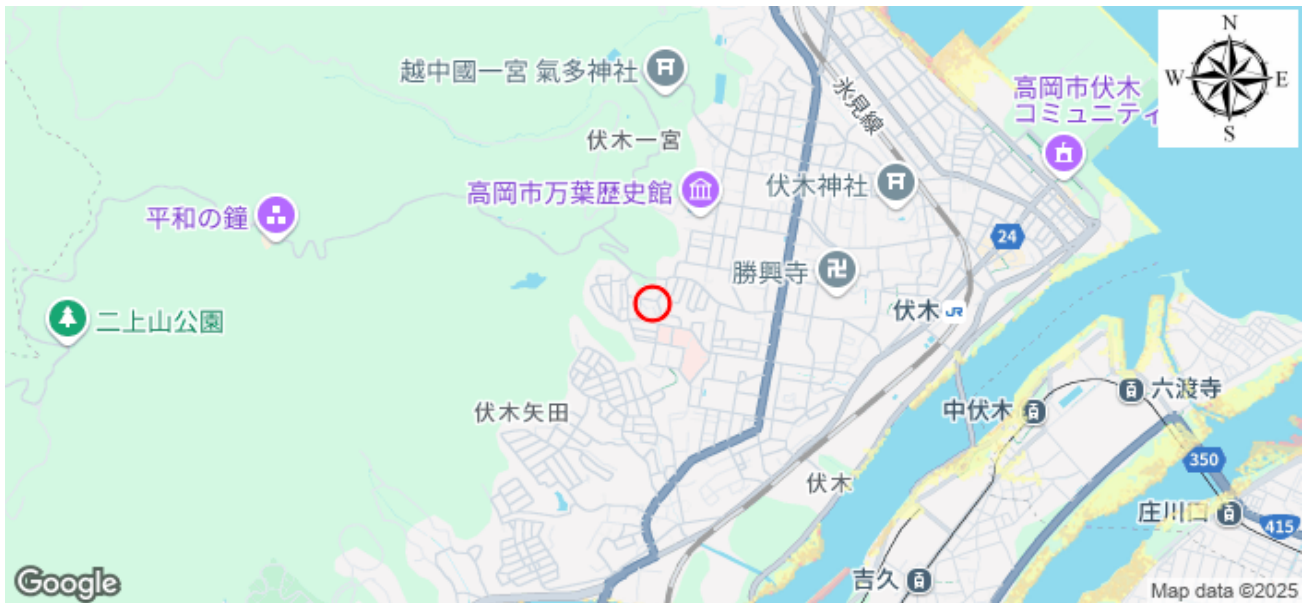 N
W
E
S
越中國一宮 氣多神社
氷見線
高岡市伏木
コミュニティ
伏木一宮
高岡市万葉歴史館
伏木神社
平和の鐘
24
勝興寺
二上山公園
伏木
JR
六渡寺
中伏木
伏木矢田
350
伏木
庄川口
415
吉久
Google
Map data ©2025